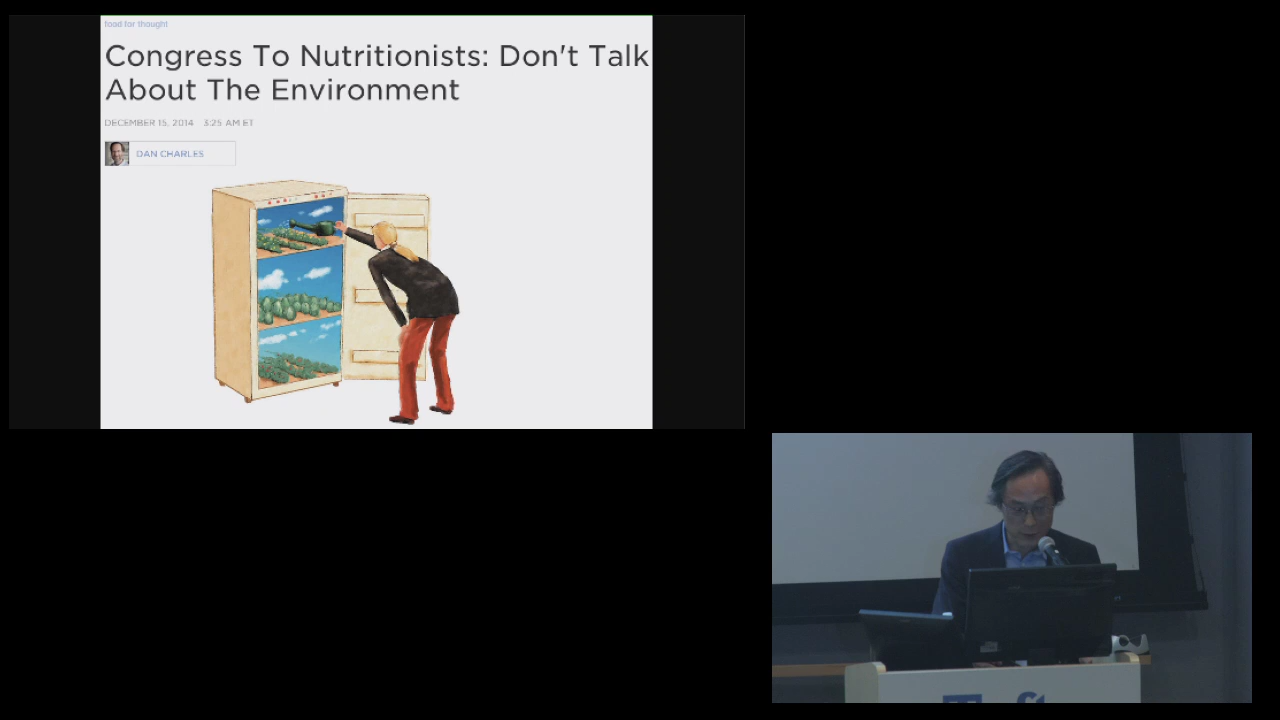 food for thought
Congress To Nutritionists: Don't Talk
About The Environment
DECEMBER 15, 2014 3:25 AM ET
DAN CHARLES